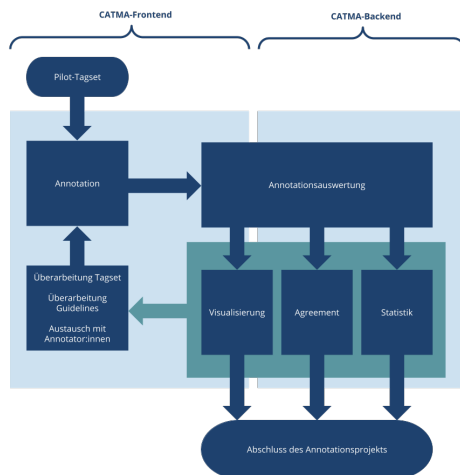 CATMA-Frontend
CATMA-Backend
Pilot-Tagset
Annotation
Annotationsauswertung
Überarbeitung Tagset
Überarbeitung
Guidelines
Austausch mit
Annotator:innen
Visualisierung
Agreement
Statistik
Abschluss des Annotationsprojekts